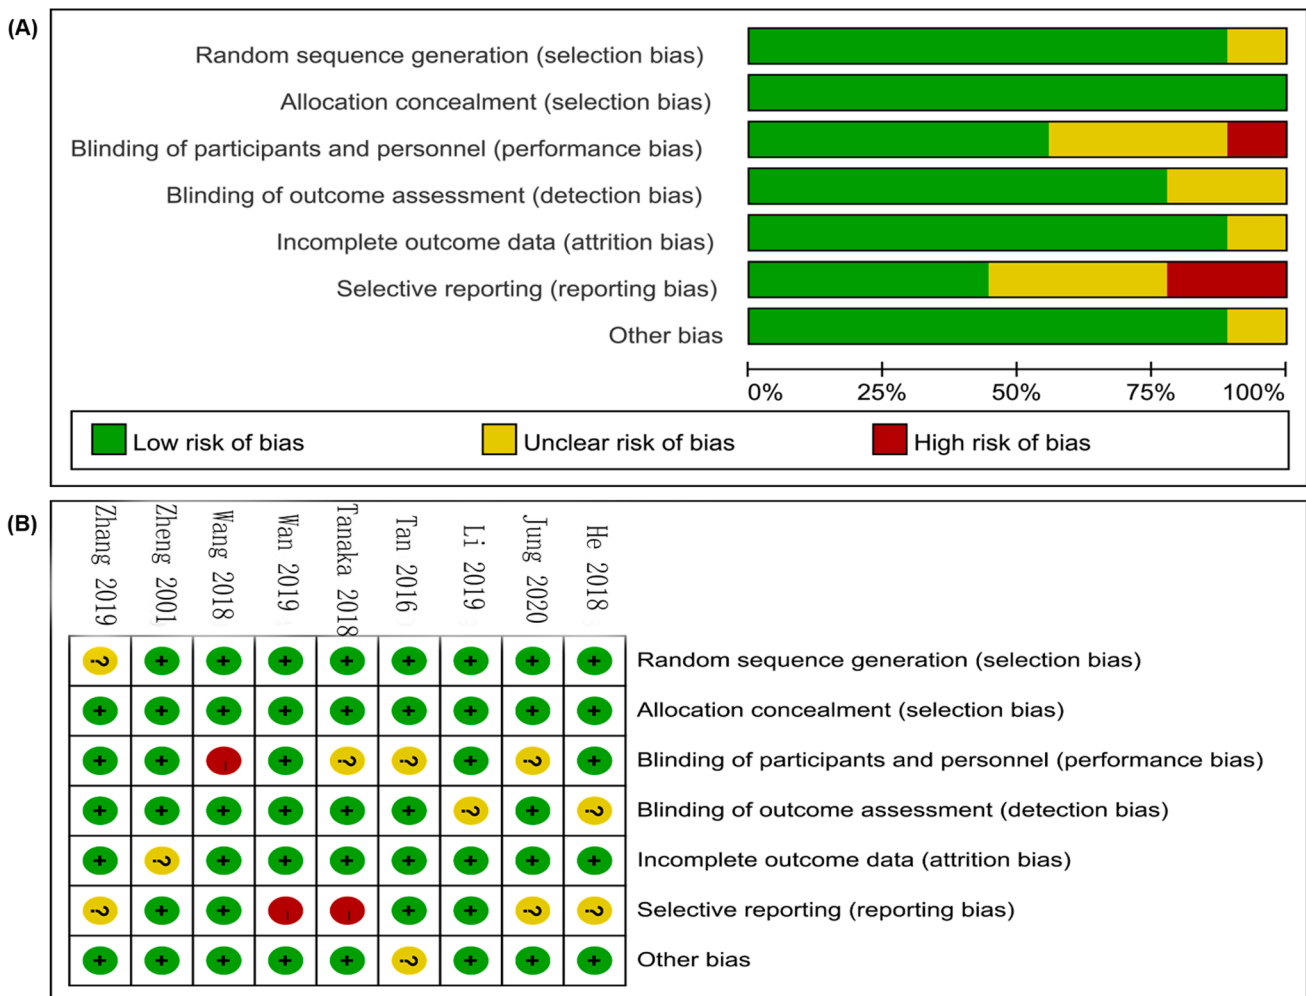 (A)
Random sequence generation (selection bias)
Allocation concealment (selection bias)
Blinding of participants and personnel (performance bias)
Blinding of outcome assessment (detection bias)
Incomplete outcome data (attrition bias)
Selective reporting (reporting bias)
Other bias
0% 25% 50% 75% 100%
Low risk of bias Unclear risk of bias High risk of bias
(B)
Zhang 2019
Zheng 2001
Wang 2018
Wan 2019
Tanaka 2018
Tan 2016
Li 2019
Jung 2020
He 2018
? + + + + + + + + Random sequence generation (selection bias)
+ + + + + + + + + Allocation concealment (selection bias)
+ + – + ? ? + ? + Blinding of participants and personnel (performance bias)
+ + + + + + ? + ? Blinding of outcome assessment (detection bias)
+ ? + + + + + + + Incomplete outcome data (attrition bias)
? + + – – + + ? ? Selective reporting (reporting bias)
+ + + + + ? + + + Other bias